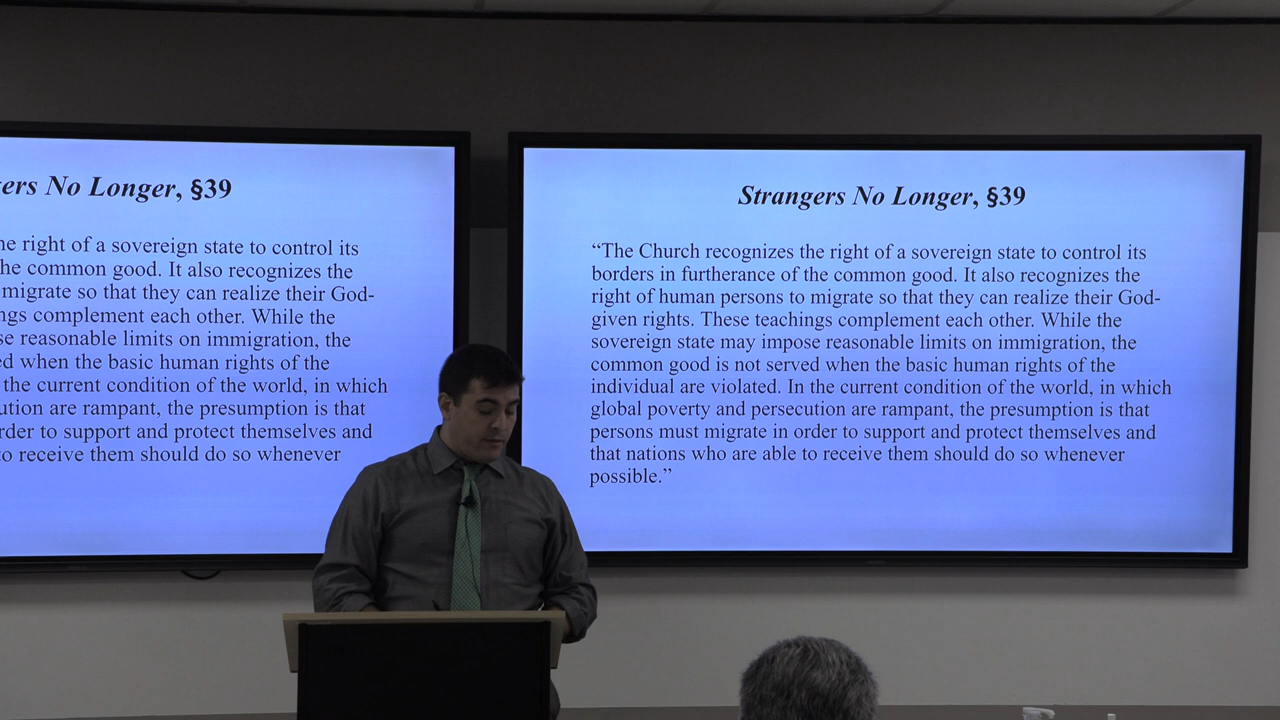 ers No Longer, §39
he right of a sovereign state to control its
he common good. It also recognizes the
migrate so that they can realize their God-
ngs complement each other. While the
se reasonable limits on immigration, the
ed when the basic human rights of the
the current condition of the world, in which
ution are rampant, the presumption is that
rder to support and protect themselves and
to receive them should do so whenever
Strangers No Longer, §39
“The Church recognizes the right of a sovereign state to control its
borders in furtherance of the common good. It also recognizes the
right of human persons to migrate so that they can realize their God-
given rights. These teachings complement each other. While the
sovereign state may impose reasonable limits on immigration, the
common good is not served when the basic human rights of the
individual are violated. In the current condition of the world, in which
global poverty and persecution are rampant, the presumption is that
persons must migrate in order to support and protect themselves and
that nations who are able to receive them should do so whenever
possible.”